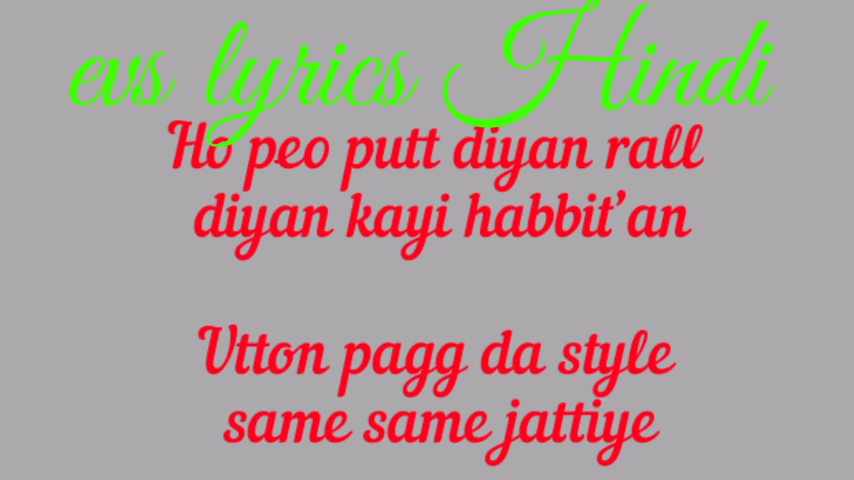 evs lyrics Hindi
Ho peo putt diyan rall
diyan kayi habbit’an
Utton pagg da style
same same jattiye